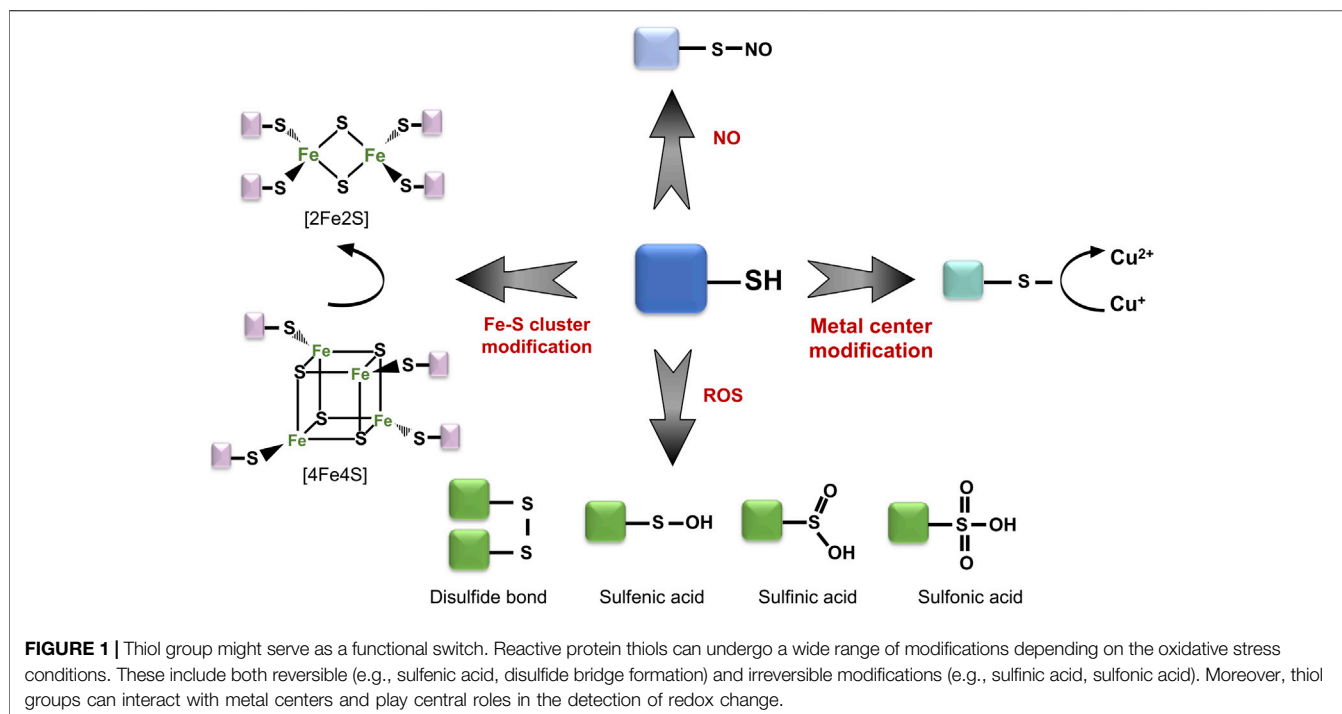 S—NO
NO
S
S
S
Fe
Fe
S
S
S
[2Fe2S]
SH
S
Cu²⁺
Cu⁺
Fe-S cluster
modification
Metal center
modification
S
Fe
S
S
Fe
S
S
Fe
Fe
S
S
S
[4Fe4S]
ROS
S
S
S—OH
O
S
OH
O
S—OH
O
Disulfide bond
Sulfenic acid
Sulfinic acid
Sulfonic acid
FIGURE 1 | Thiol group might serve as a functional switch. Reactive protein thiols can undergo a wide range of modifications depending on the oxidative stress
conditions. These include both reversible (e.g., sulfenic acid, disulfide bridge formation) and irreversible modifications (e.g., sulfinic acid, sulfonic acid). Moreover, thiol
groups can interact with metal centers and play central roles in the detection of redox change.